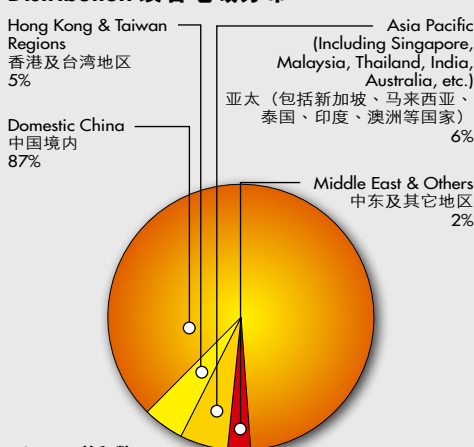 Hong Kong & Taiwan
Regions
香港及台湾地区
5%
Asia Pacific
(Including Singapore,
Malaysia, Thailand, India,
Australia, etc.)
亚太（包括新加坡、马来西亚、
泰国、印度、澳洲等国家）
6%
Domestic China
中国境内
87%
Middle East & Others
中东及其它地区
2%